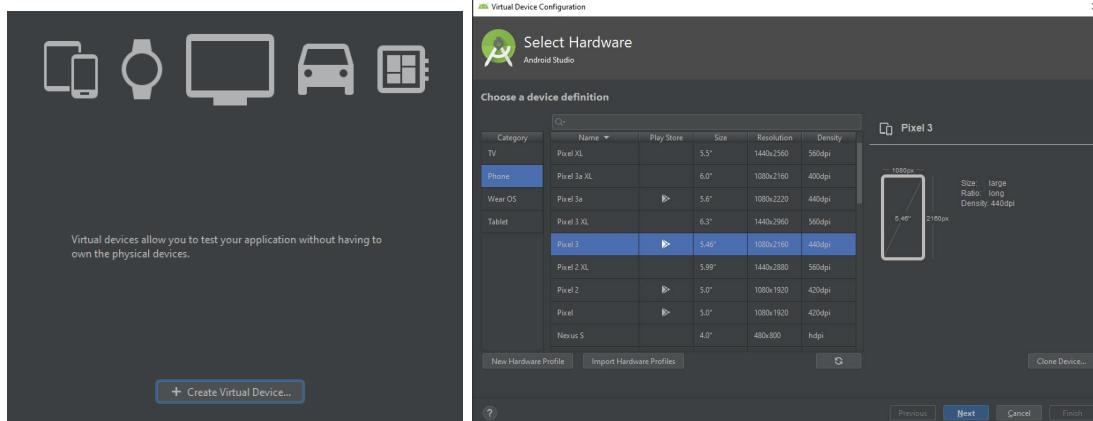 Virtual devices allow you to test your application without having to
own the physical devices.
+ Create Virtual Device...
Virtual Device Configuration
Select Hardware
Android Studio
Choose a device definition
Category
TV
Phone
Wear OS
Tablet
Name Play Store Size Resolution Density
Pixel XL 5.5" 1440x2560 560dpi
Pixel 3a XL 6.0" 1080x2160 400dpi
Pixel 3a 5.6" 1080x2220 440dpi
Pixel 3 XL 6.3" 1440x2960 560dpi
Pixel 3 5.46" 1080x2160 440dpi
Pixel 2 XL 5.99" 1440x2880 560dpi
Pixel 2 5.0" 1080x1920 420dpi
Pixel 5.0" 1080x1920 420dpi
Nexus S 4.0" 480x800 hdpi
New Hardware Profile Import Hardware Profiles
Pixel 3
1080px
5.46" 2160px
Size: large
Ratio: long
Density: 440dpi
Clone Device...
? Previous Next Cancel Finish